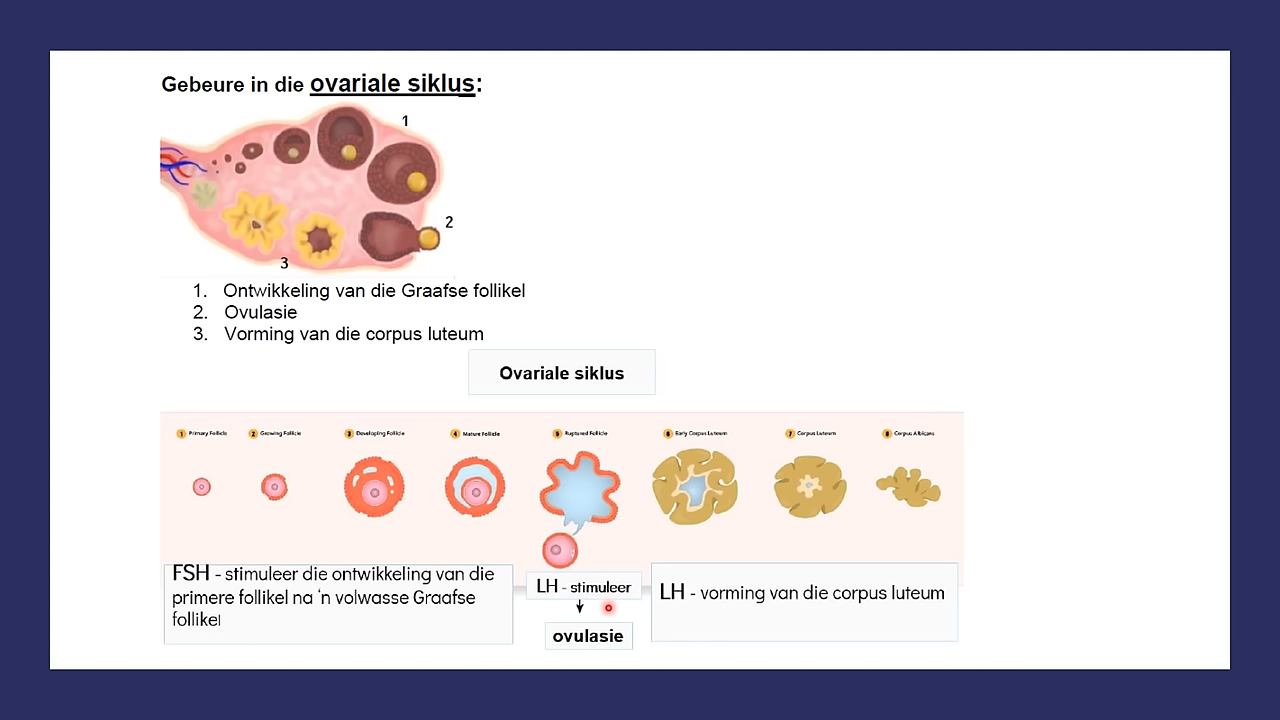 Gebeure in die ovariale siklus:
1
2
3
1. Ontwikkeling van die Graafse follikel
2. Ovulasie
3. Vorming van die corpus luteum
Ovariale siklus
1 Primary Follicle 2 Growing Follicle 3 Developing Follicle 4 Mature Follicle 5 Ruptured Follicle 6 Early Corpus Luteum 7 Corpus Luteum 8 Corpus Albicans
FSH - stimuleer die ontwikkeling van die
primere follikel na 'n volwasse Graafse
follikel
LH - stimuleer
ovulasie
LH - vorming van die corpus luteum